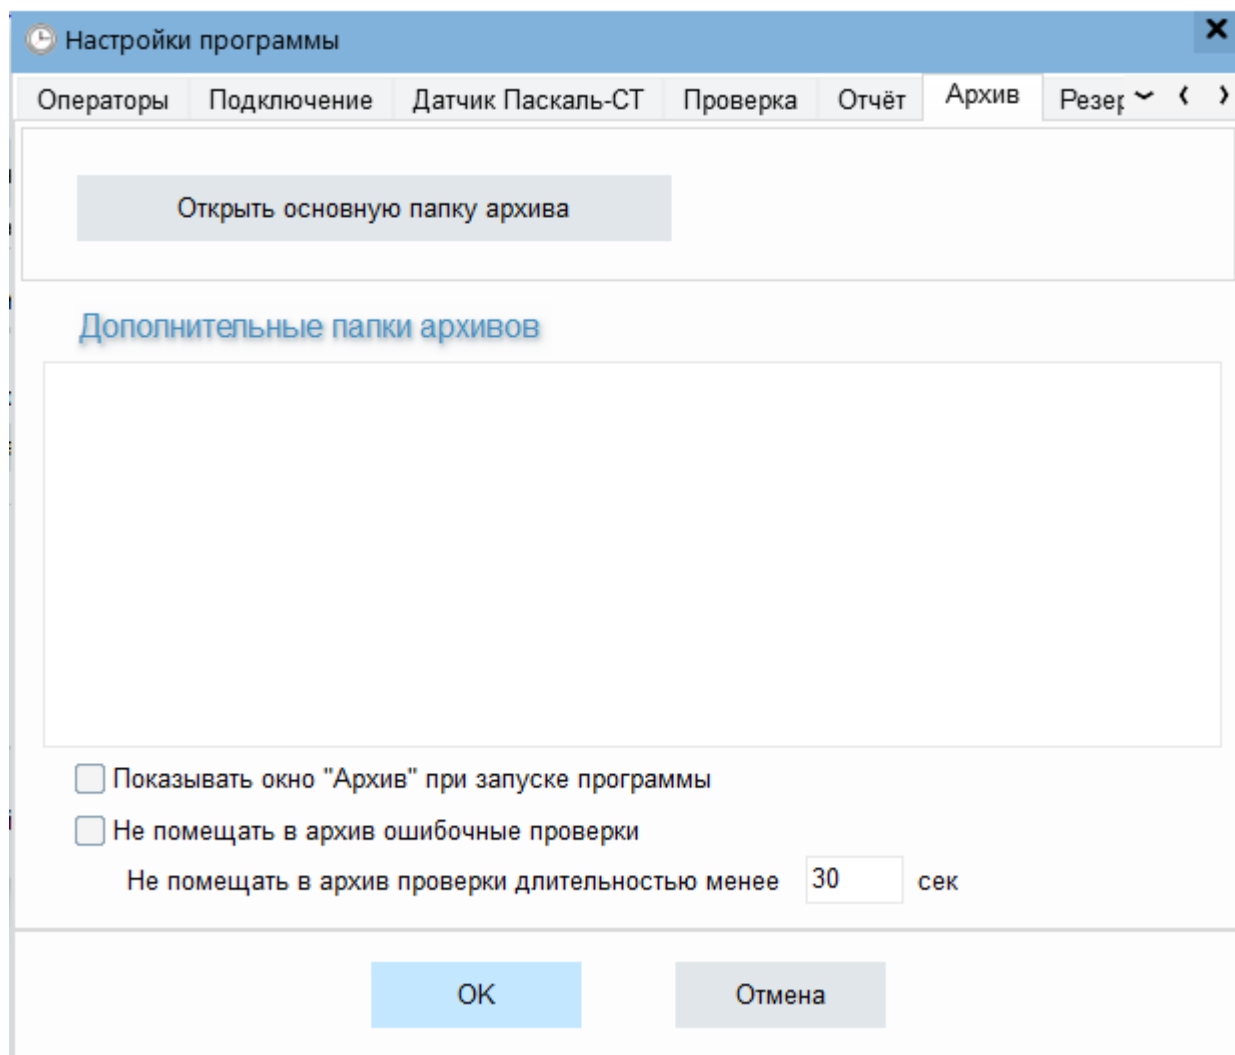 Настройки программы
Операторы Подключение Датчик Паскаль-СТ Проверка Отчёт Архив Резер
Открыть основную папку архива
Дополнительные папки архивов
Показывать окно "Архив" при запуске программы
Не помещать в архив ошибочные проверки
Не помещать в архив проверки длительностью менее 30 сек
OK Отмена